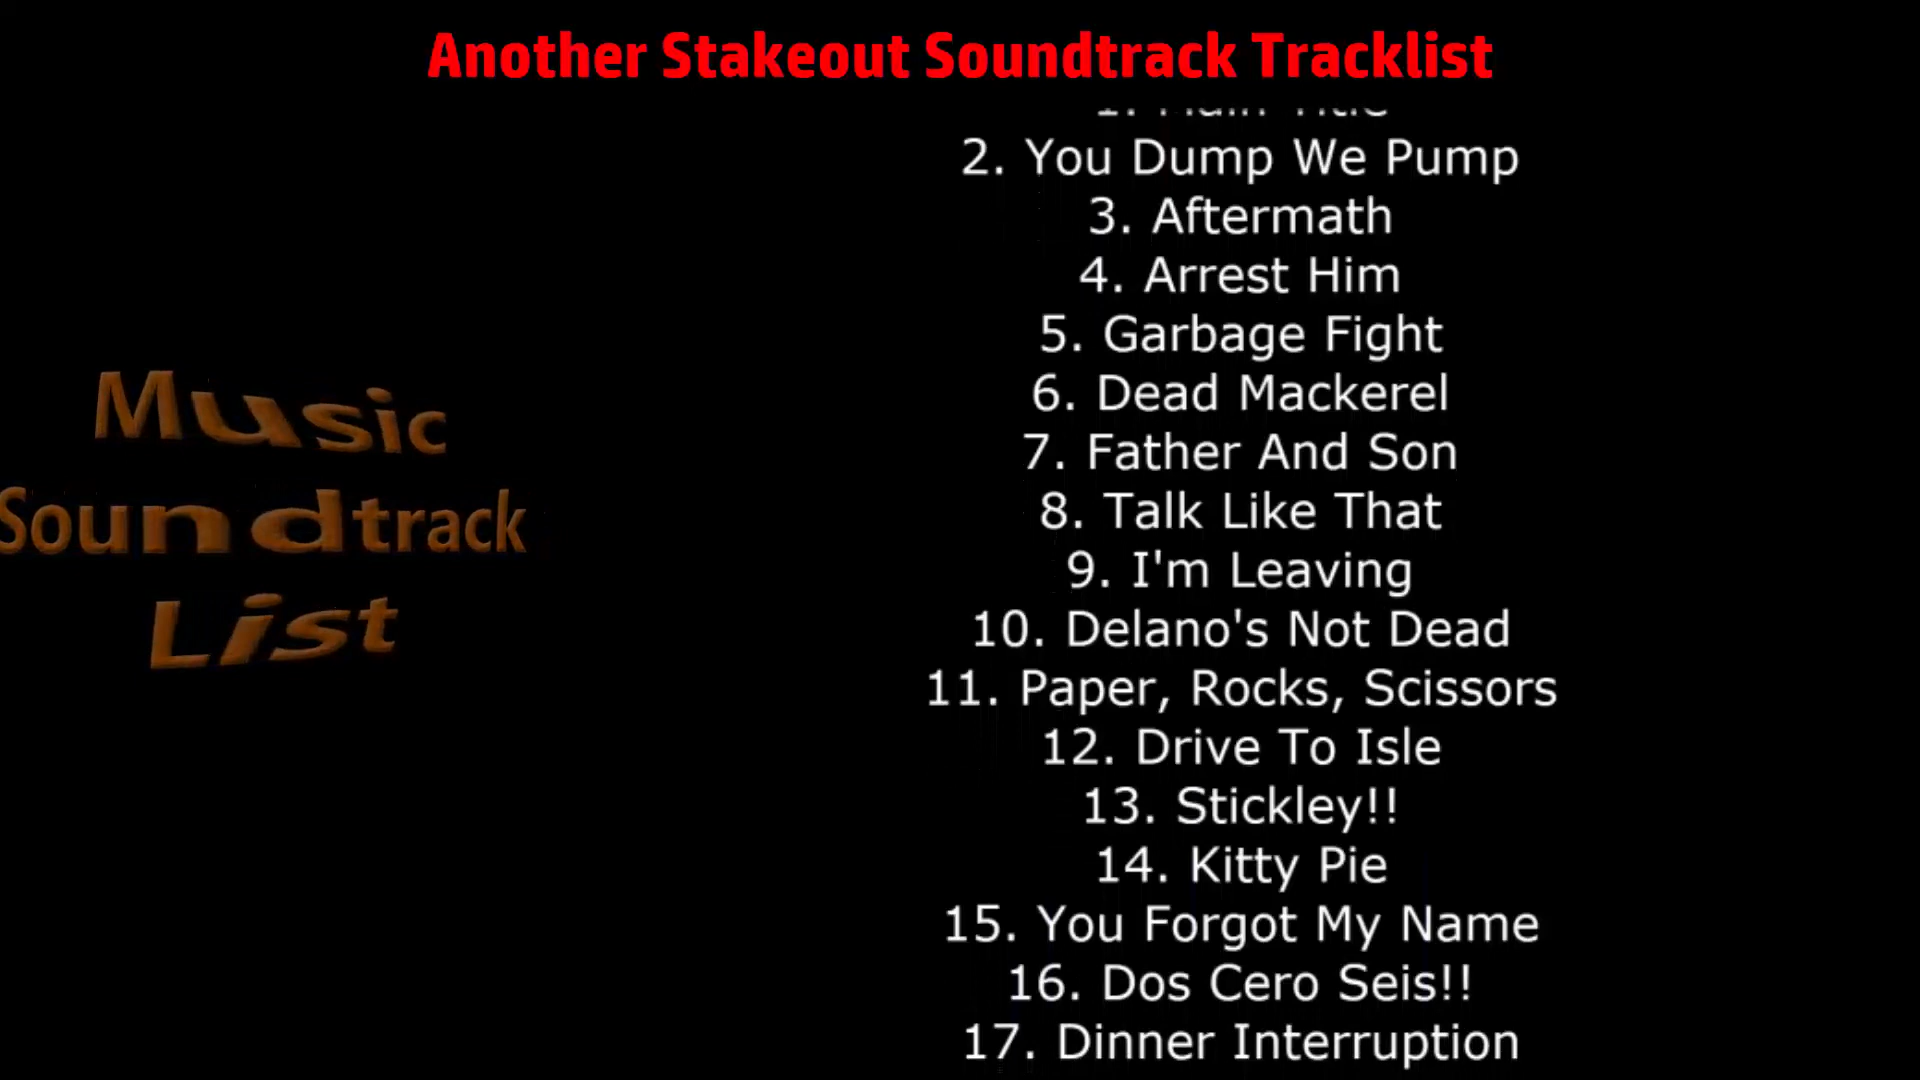 Another Stakeout Soundtrack Tracklist
1. Main Title
2. You Dump We Pump
3. Aftermath
4. Arrest Him
5. Garbage Fight
6. Dead Mackerel
7. Father And Son
8. Talk Like That
9. I'm Leaving
10. Delano's Not Dead
11. Paper, Rocks, Scissors
12. Drive To Isle
13. Stickley!!
14. Kitty Pie
15. You Forgot My Name
16. Dos Cero Seis!!
17. Dinner Interruption
Music
Soundtrack
List